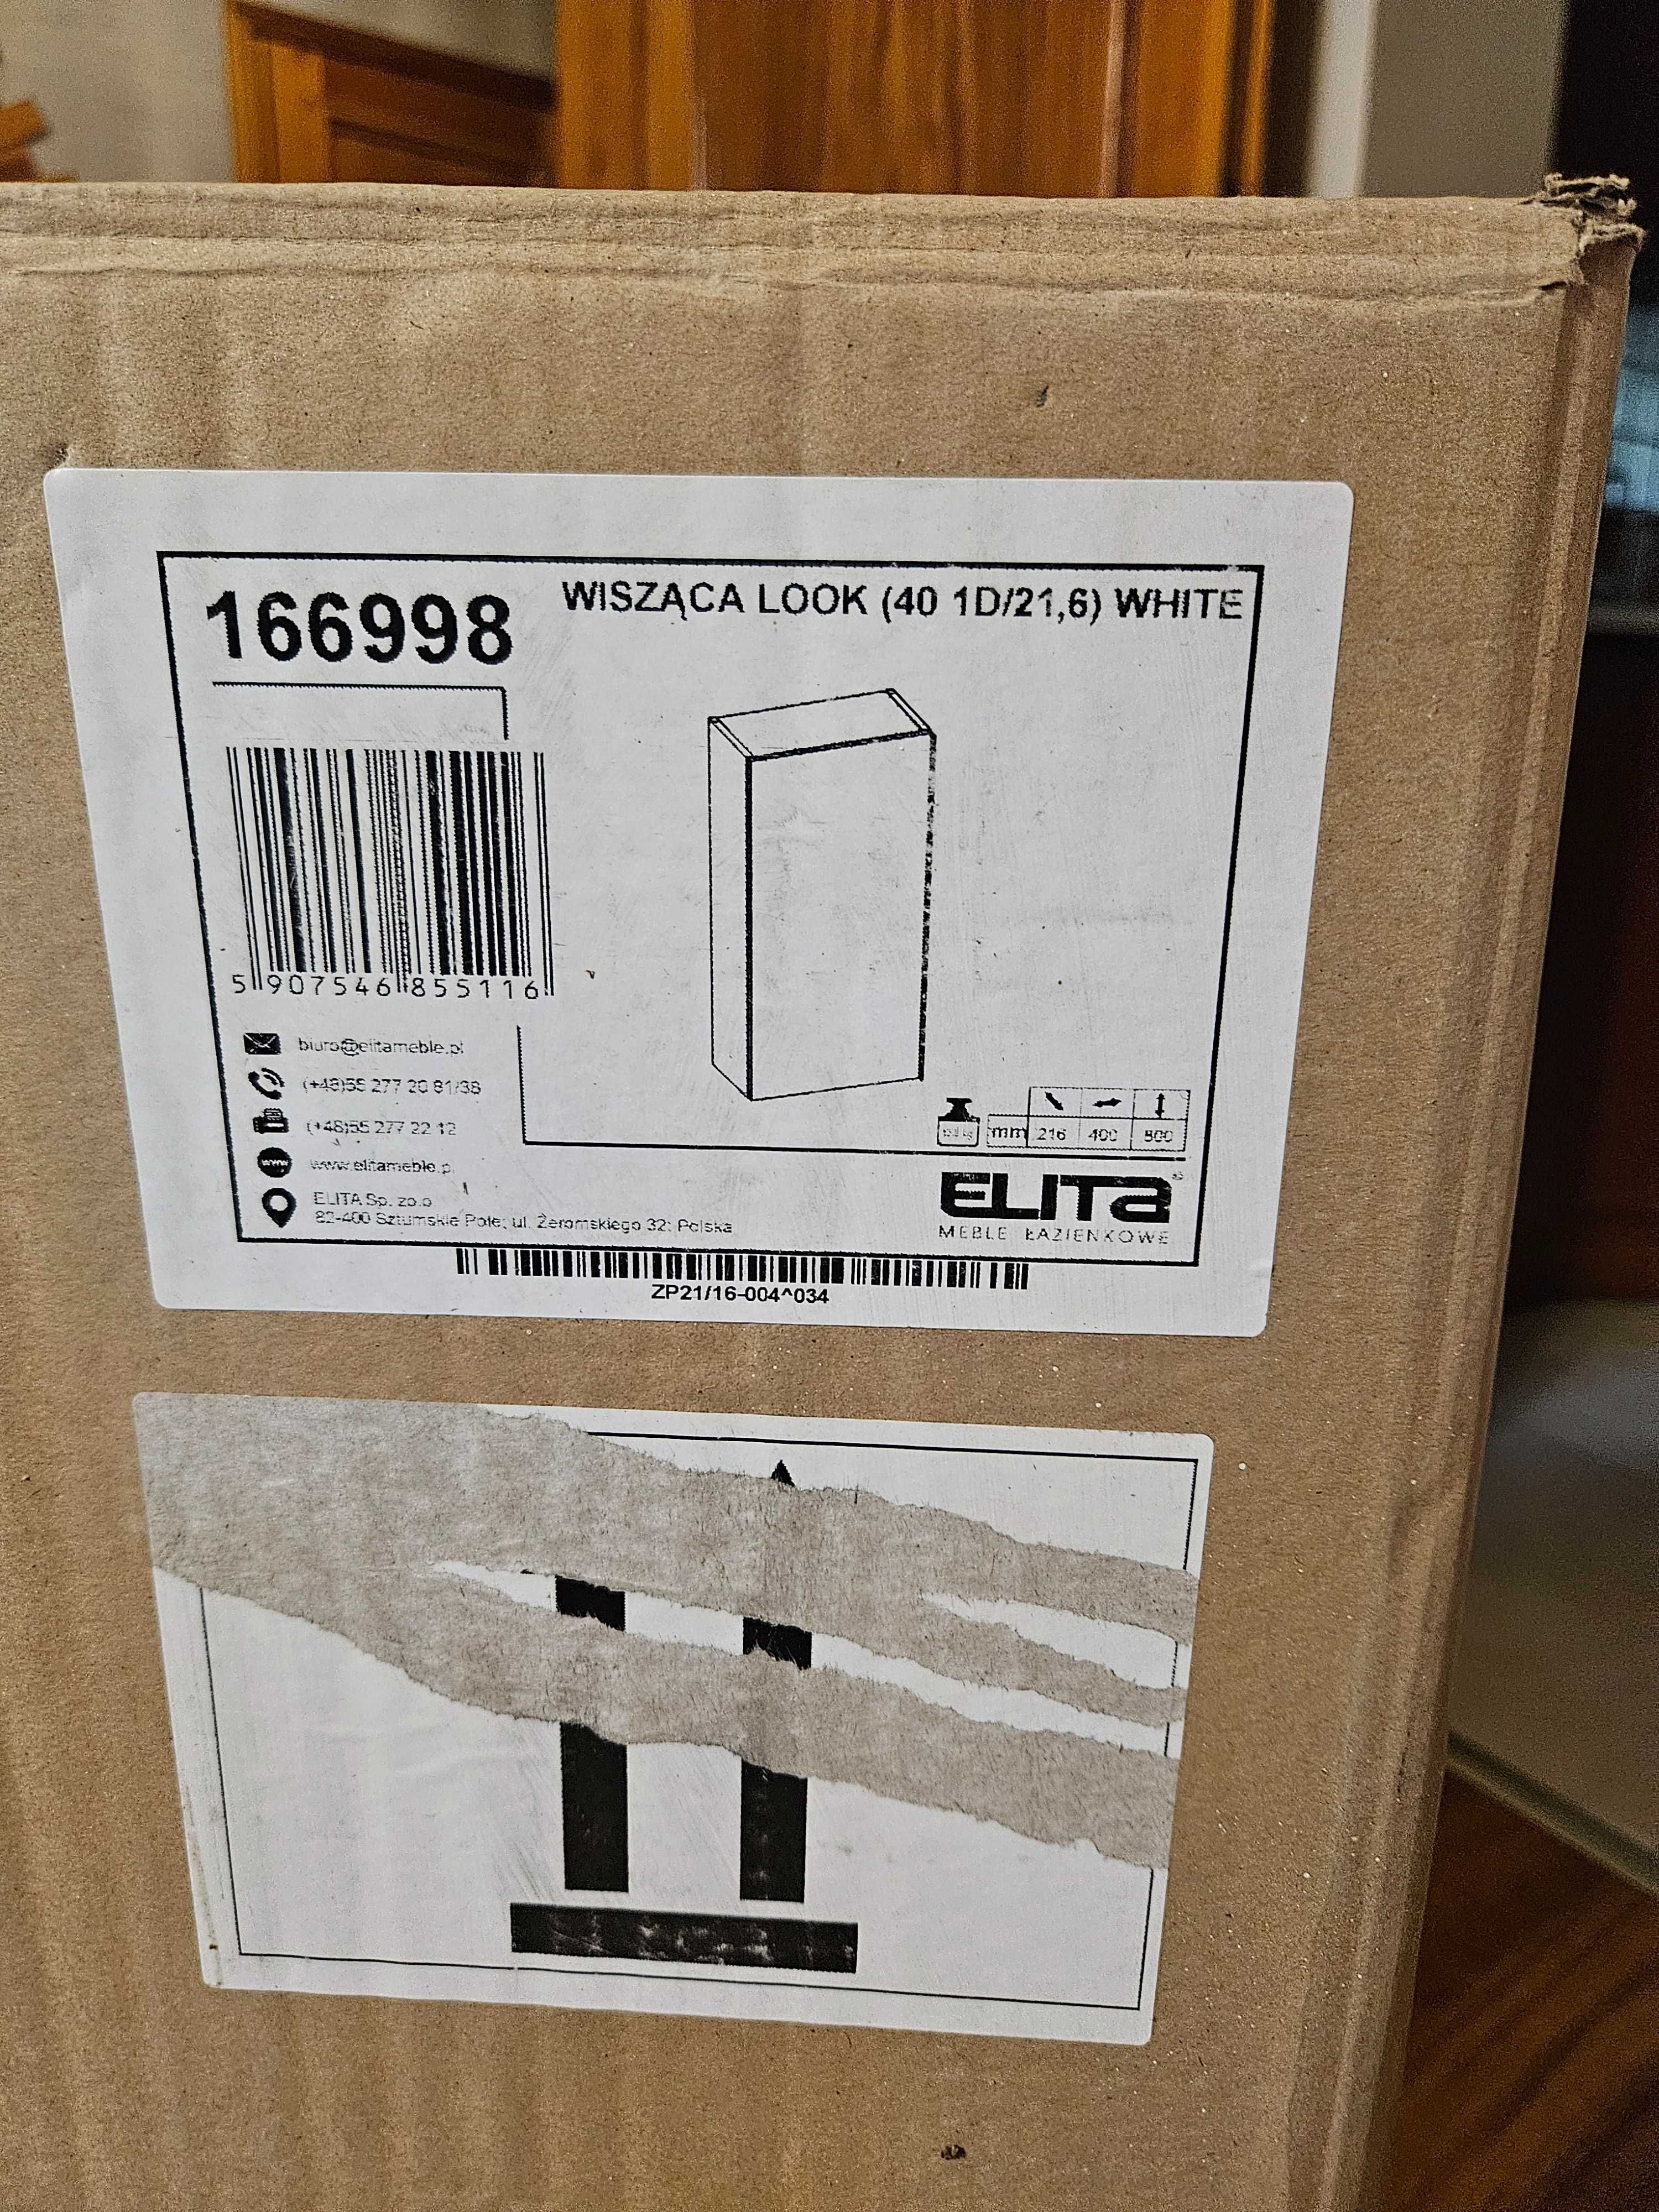 166998
WISZĄCA LOOK (40 1D/21,6) WHITE
5 907546 855116
biuro@elitameble.pl
(+48)55 277 20 81/38
(+48)55 277 22 12
www
www.elitameble.p
ELITA Sp. zo.o
82-400 Sztumskie Pole; ul. Żeromskiego 32; Polska
kg
mm 216 400 800
ELITa
MEBLE ŁAZIENKOWE
ZP21/16-004^034